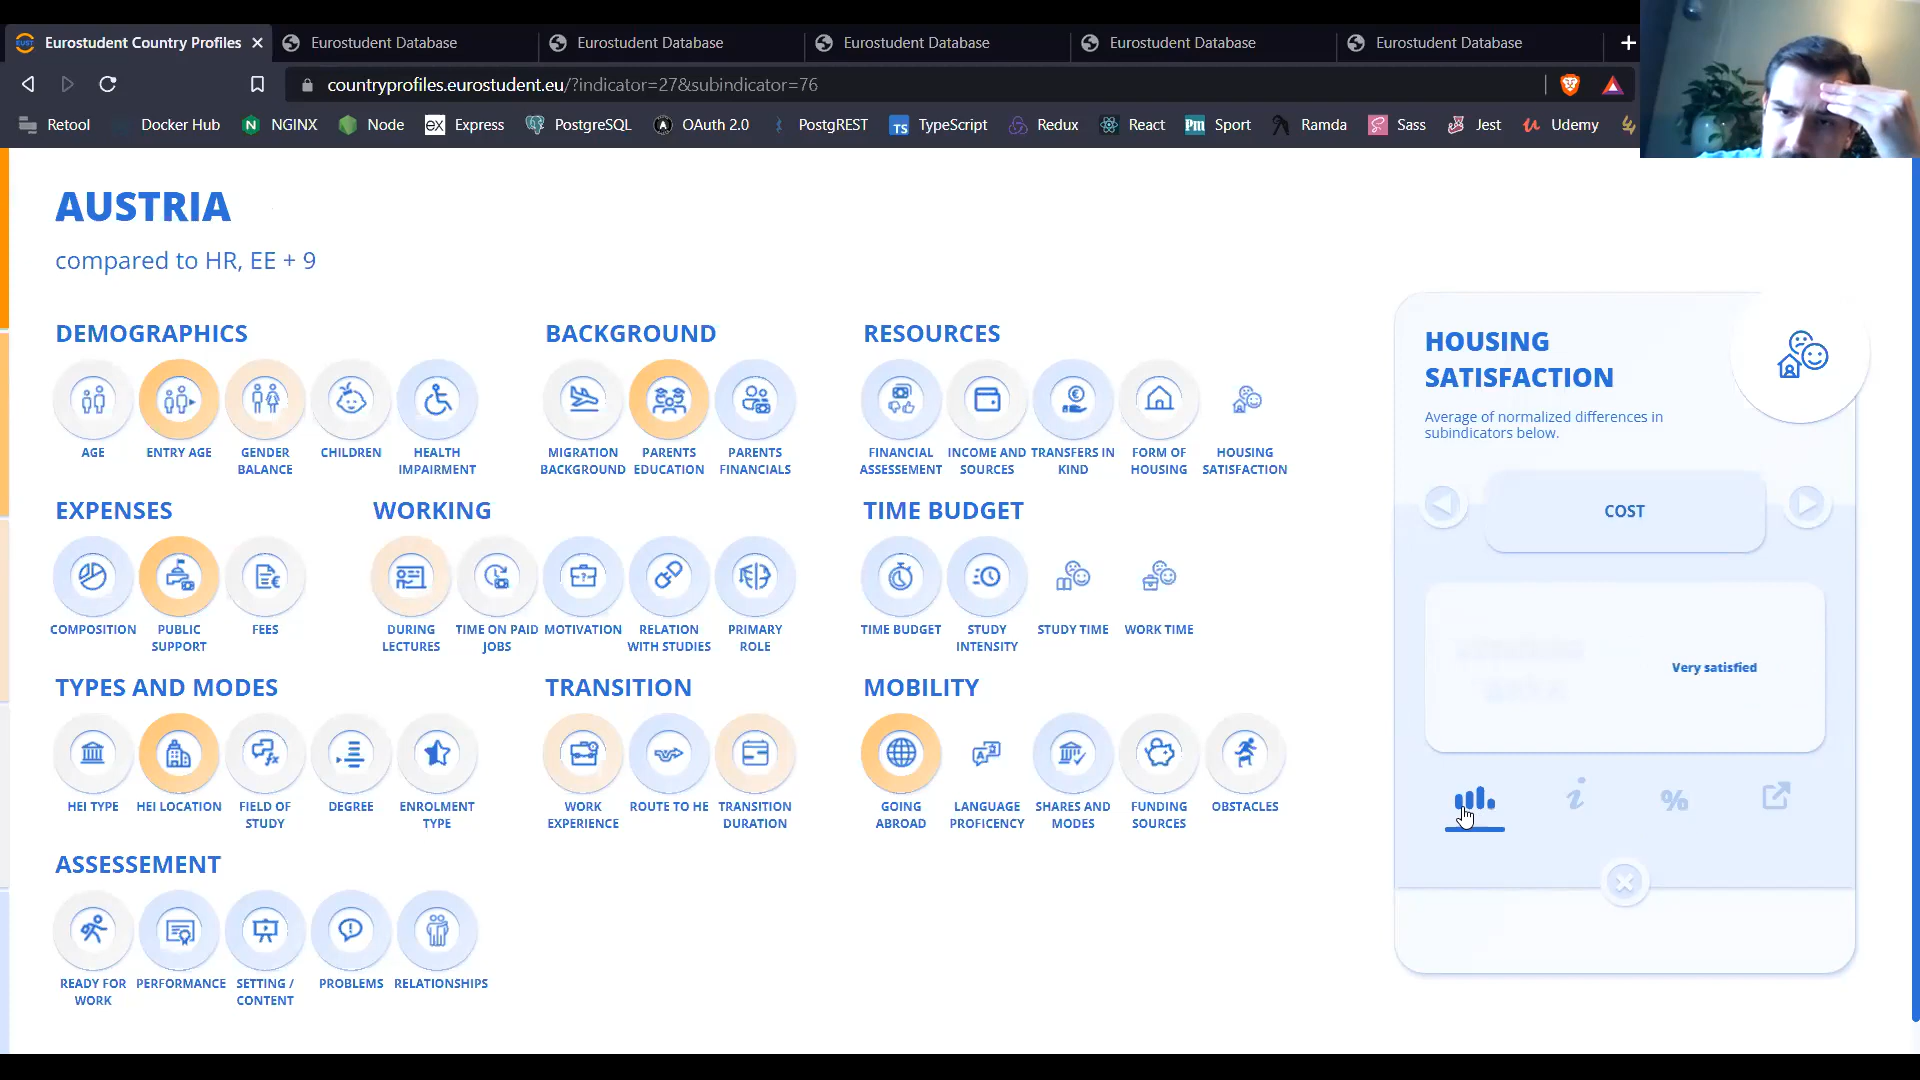 Eurostudent Country Profiles
Eurostudent Database
Eurostudent Database
Eurostudent Database
Eurostudent Database
Eurostudent Database
countryprofiles.eurostudent.eu/?indicator=27&subindicator=76
Retool
Docker Hub
NGINX
Node
Express
PostgreSQL
OAuth 2.0
PostgREST
TypeScript
Redux
React
Sport
Ramda
Sass
Jest
Udemy
AUSTRIA
compared to HR, EE + 9
DEMOGRAPHICS
AGE
ENTRY AGE
GENDER
BALANCE
CHILDREN
HEALTH
IMPAIRMENT
BACKGROUND
MIGRATION
BACKGROUND
PARENTS
EDUCATION
PARENTS
FINANCIALS
RESOURCES
FINANCIAL
ASSESSEMENT
INCOME AND
SOURCES
TRANSFERS IN
KIND
FORM OF
HOUSING
HOUSING
SATISFACTION
EXPENSES
COMPOSITION
PUBLIC
SUPPORT
FEES
WORKING
DURING
LECTURES
TIME ON PAID
JOBS
MOTIVATION
RELATION
WITH STUDIES
PRIMARY
ROLE
TIME BUDGET
TIME BUDGET
STUDY
INTENSITY
STUDY TIME
WORK TIME
TYPES AND MODES
HEI TYPE
HEI LOCATION
FIELD OF
STUDY
DEGREE
ENROLMENT
TYPE
TRANSITION
WORK
EXPERIENCE
ROUTE TO HE
TRANSITION
DURATION
MOBILITY
GOING
ABROAD
LANGUAGE
PROFICENCY
SHARES AND
MODES
FUNDING
SOURCES
OBSTACLES
ASSESSEMENT
READY FOR
WORK
PERFORMANCE
SETTING /
CONTENT
PROBLEMS
RELATIONSHIPS
HOUSING
SATISFACTION
Average of normalized differences in
subindicators below.
COST
Very satisfied